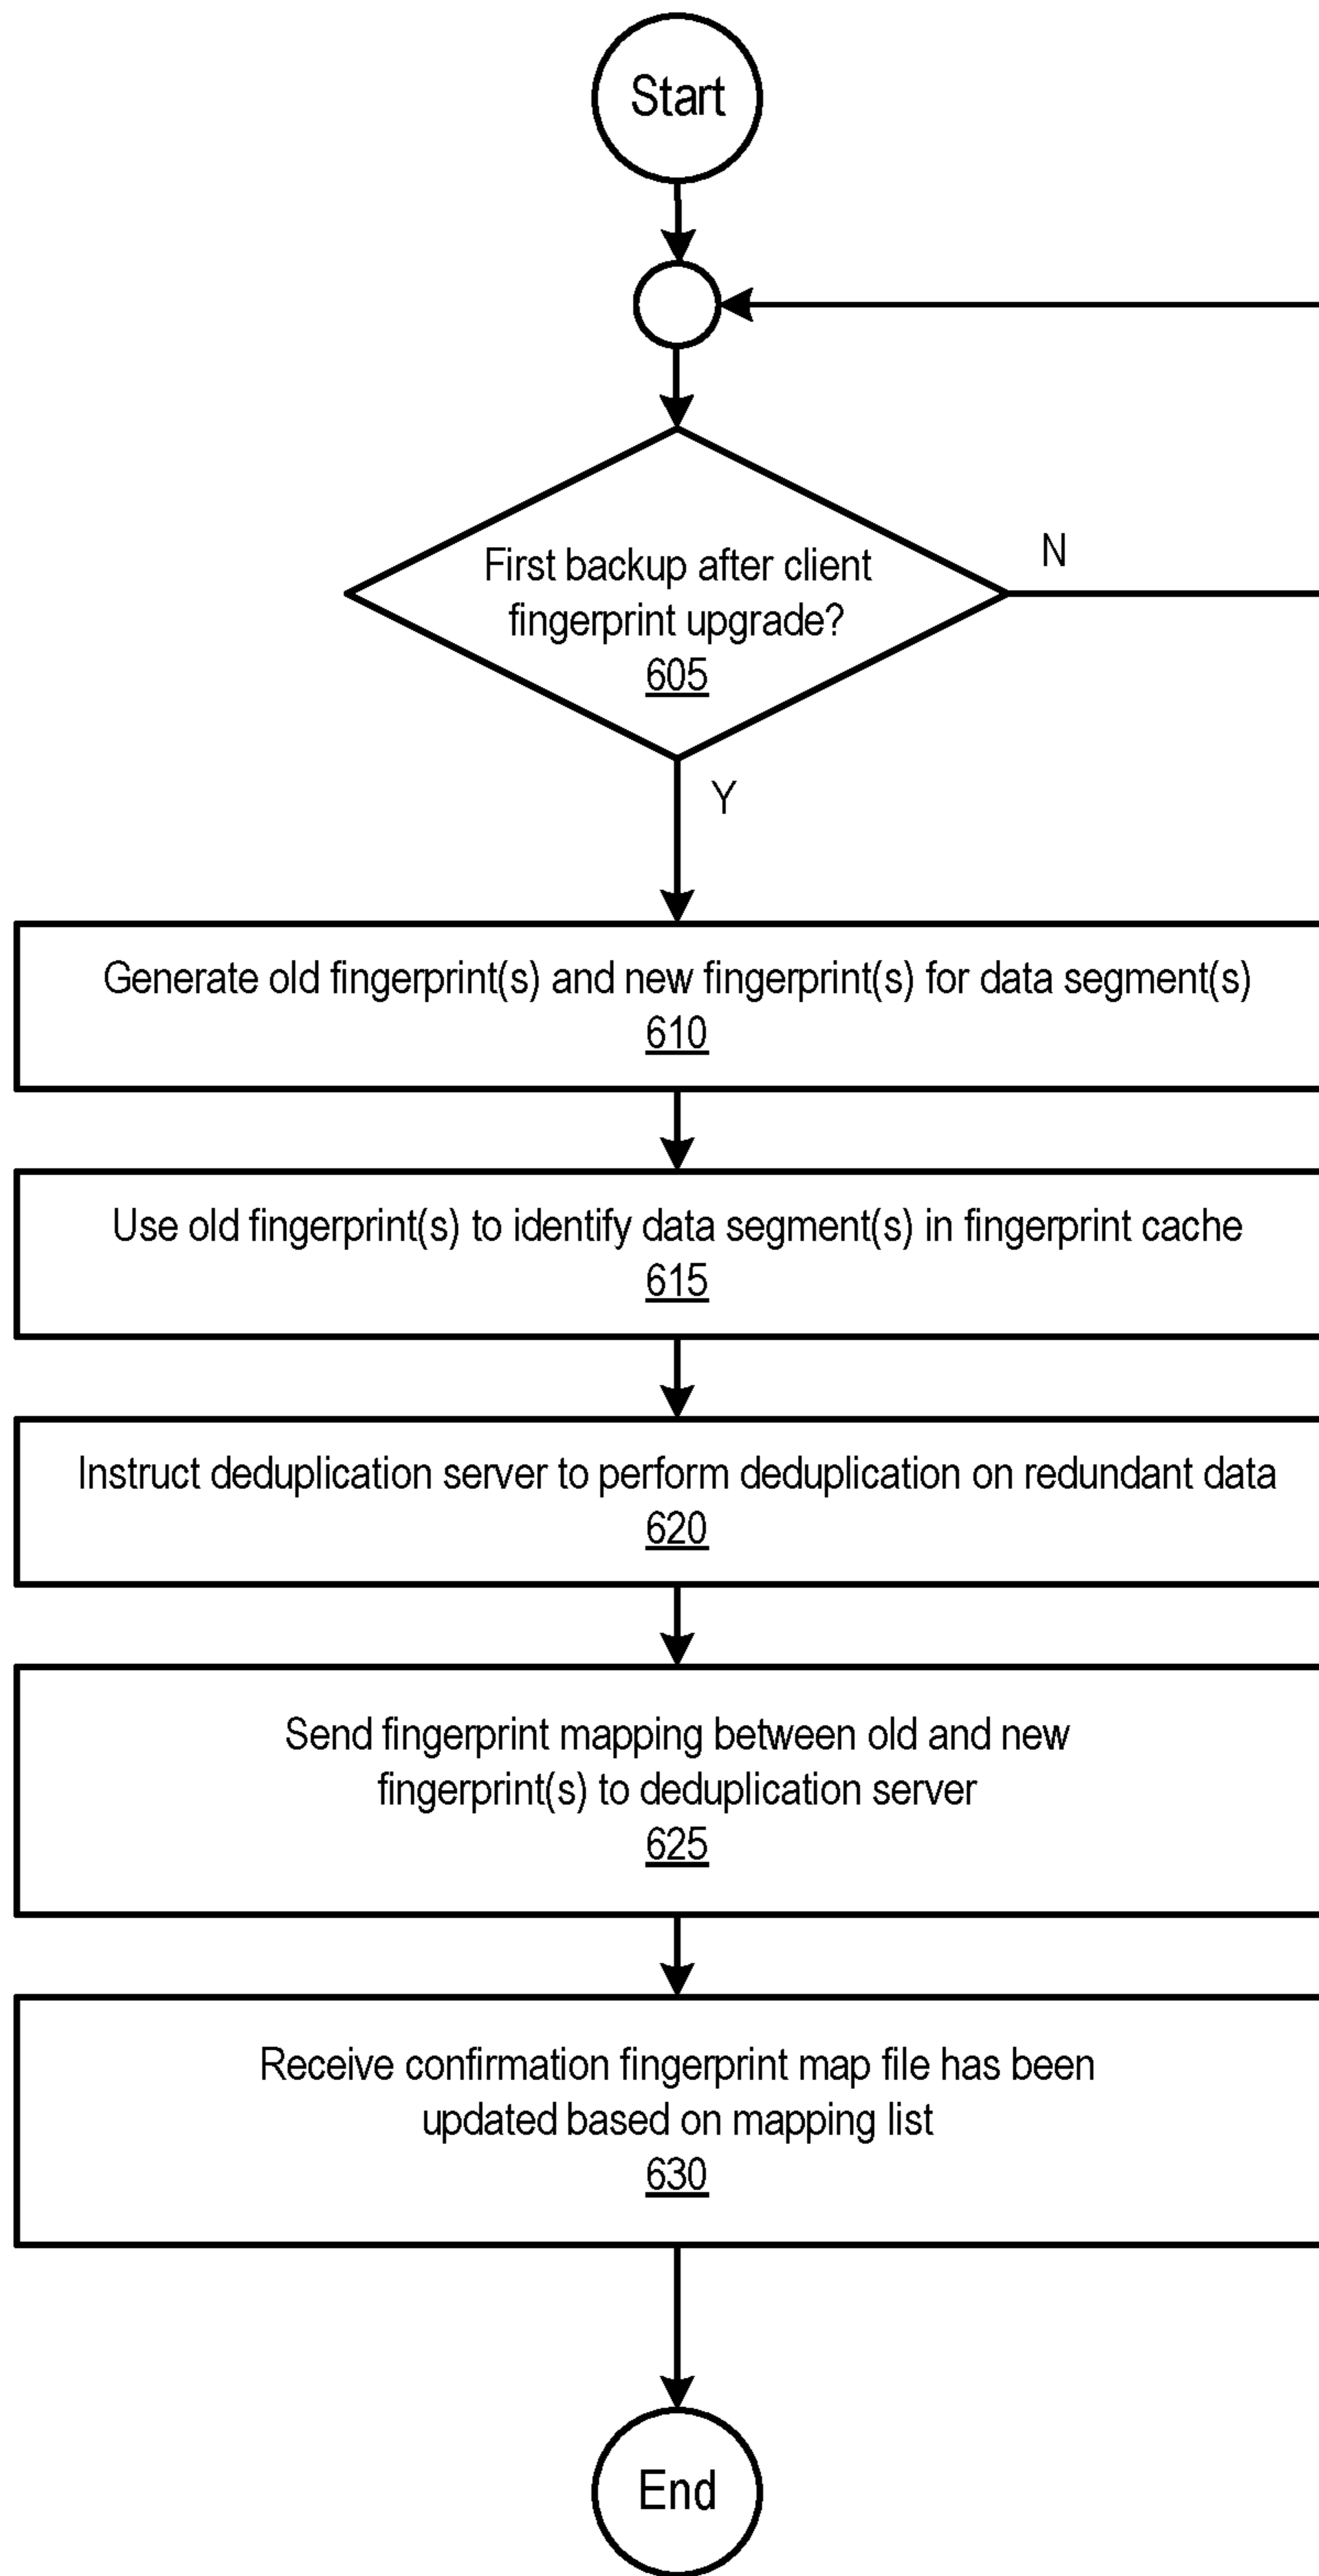 Start
First backup after client
fingerprint upgrade?
605
N
Y
Generate old fingerprint(s) and new fingerprint(s) for data segment(s)
610
Use old fingerprint(s) to identify data segment(s) in fingerprint cache
615
Instruct deduplication server to perform deduplication on redundant data
620
Send fingerprint mapping between old and new
fingerprint(s) to deduplication server
625
Receive confirmation fingerprint map file has been
updated based on mapping list
630
End